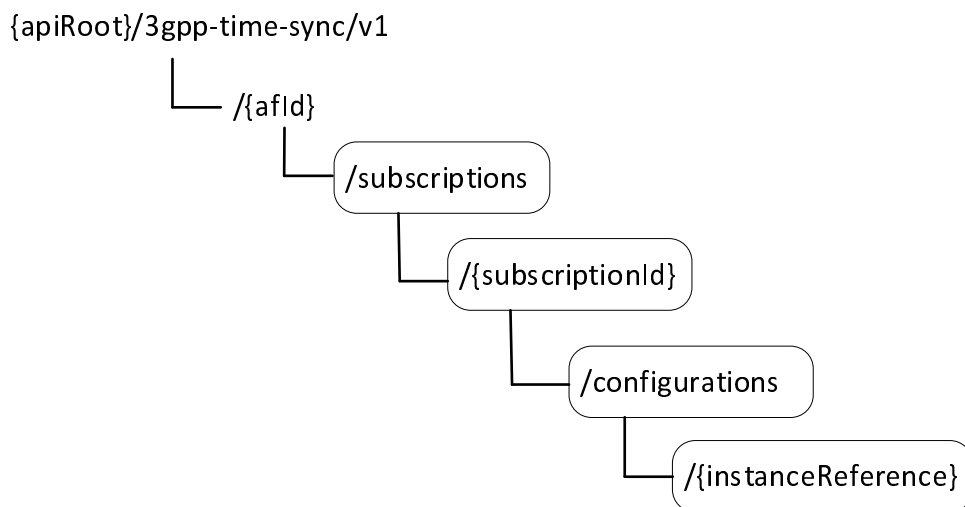 {apiRoot}/3gpp-time-sync/v1
/{afId}
/subscriptions
/{subscriptionId}
/configurations
/{instanceReference}